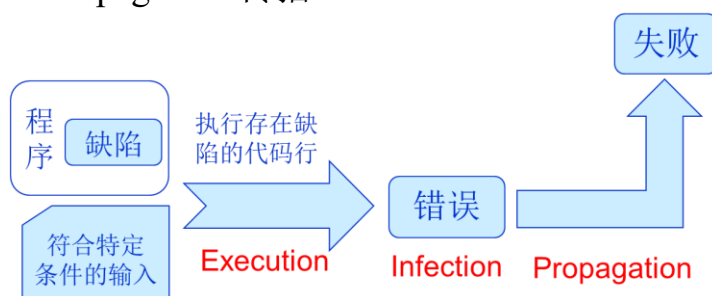 失败
程
序
缺陷
执行存在缺
陷的代码行
错误
符合特定
条件的输入
Execution
Infection
Propagation